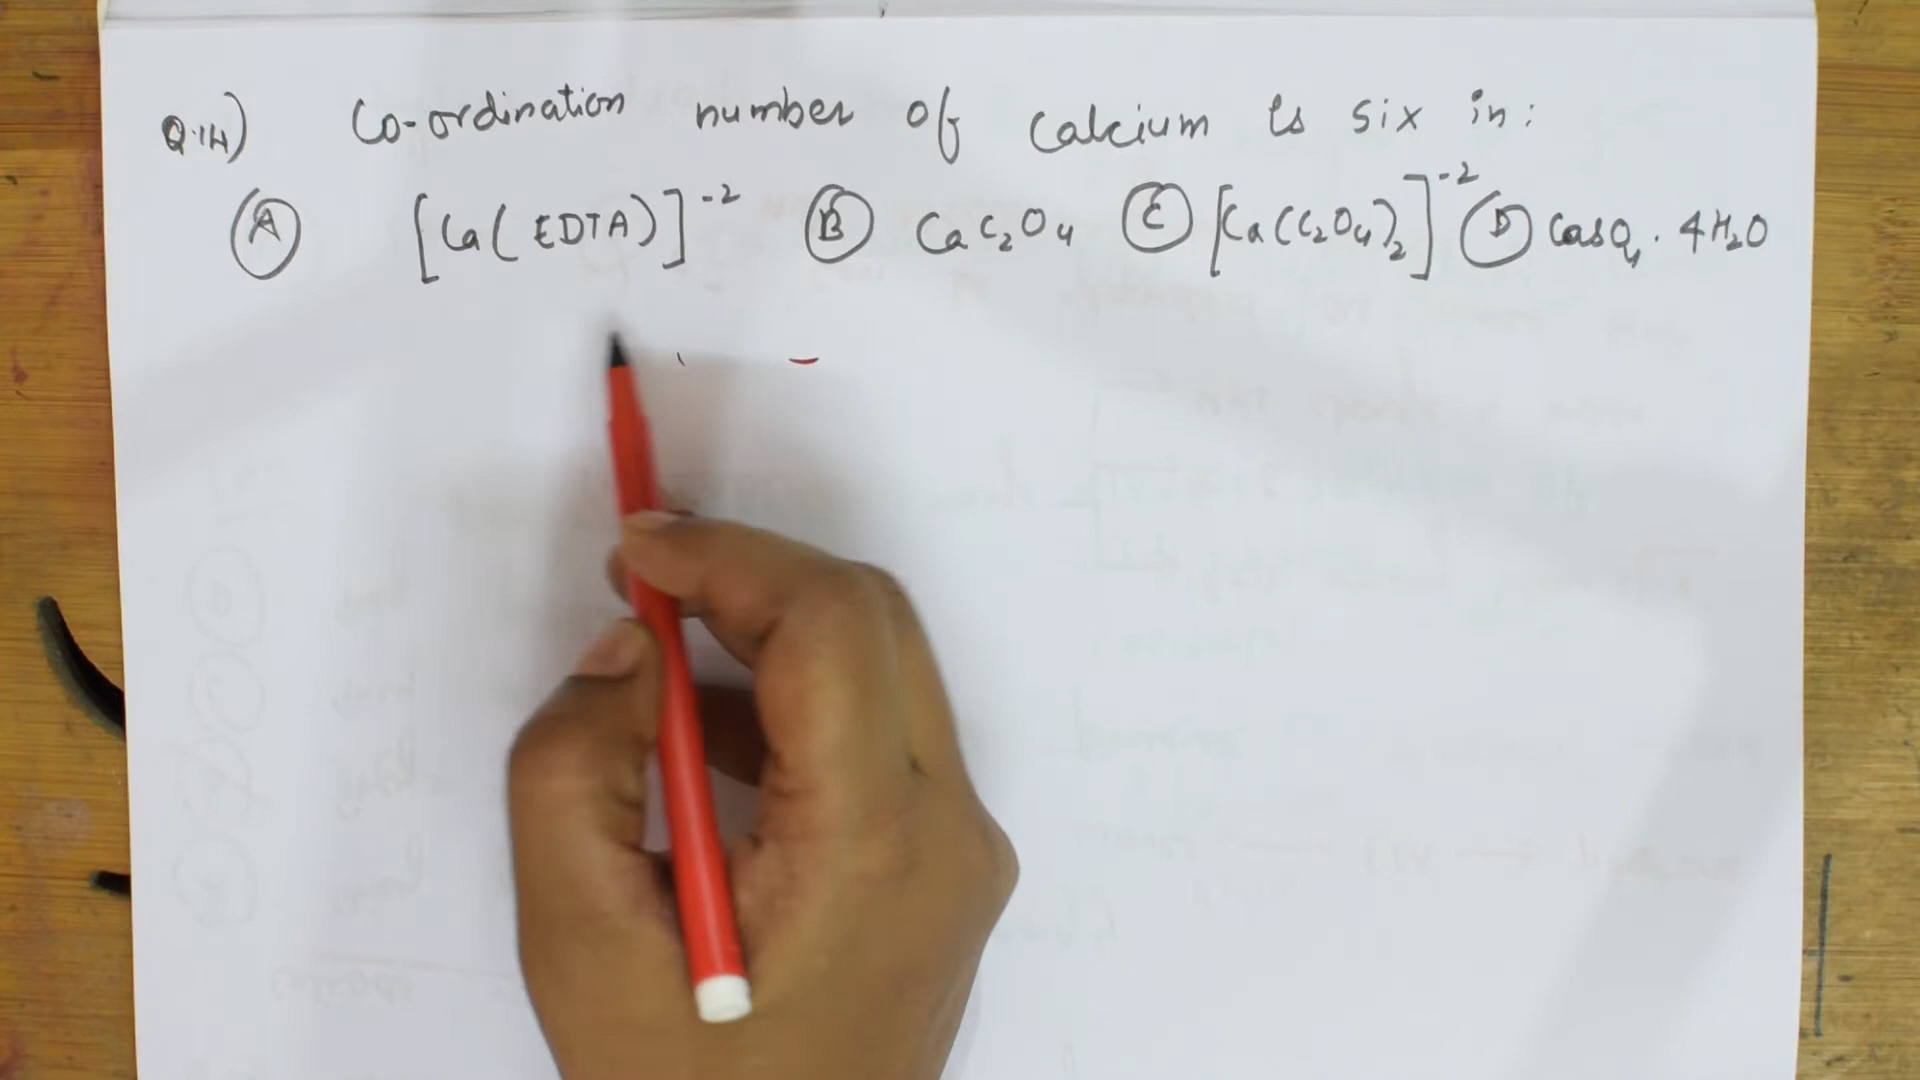 Q.14) Co-ordination number of Calcium is six in:
A [Ca(EDTA)]⁻² B CaC₂O₄ C [Ca(C₂O₄)₂]⁻² D CaSO₄ . 4H₂O